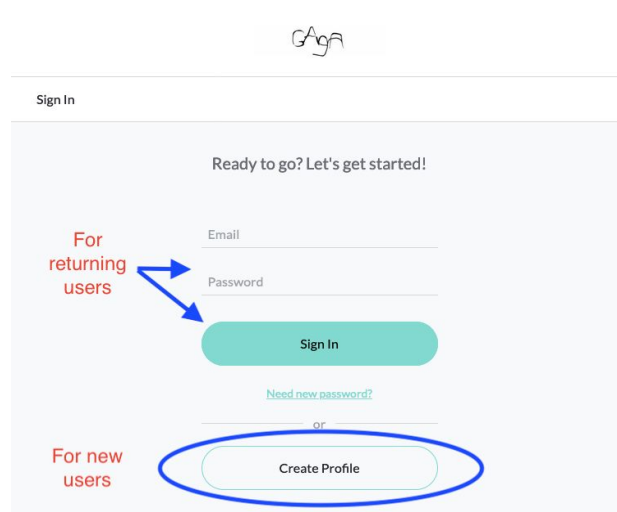 GAgA
Sign In
Ready to go? Let's get started!
Email
For
returning
users
Password
Sign In
Need new password?
or
For new
users
Create Profile